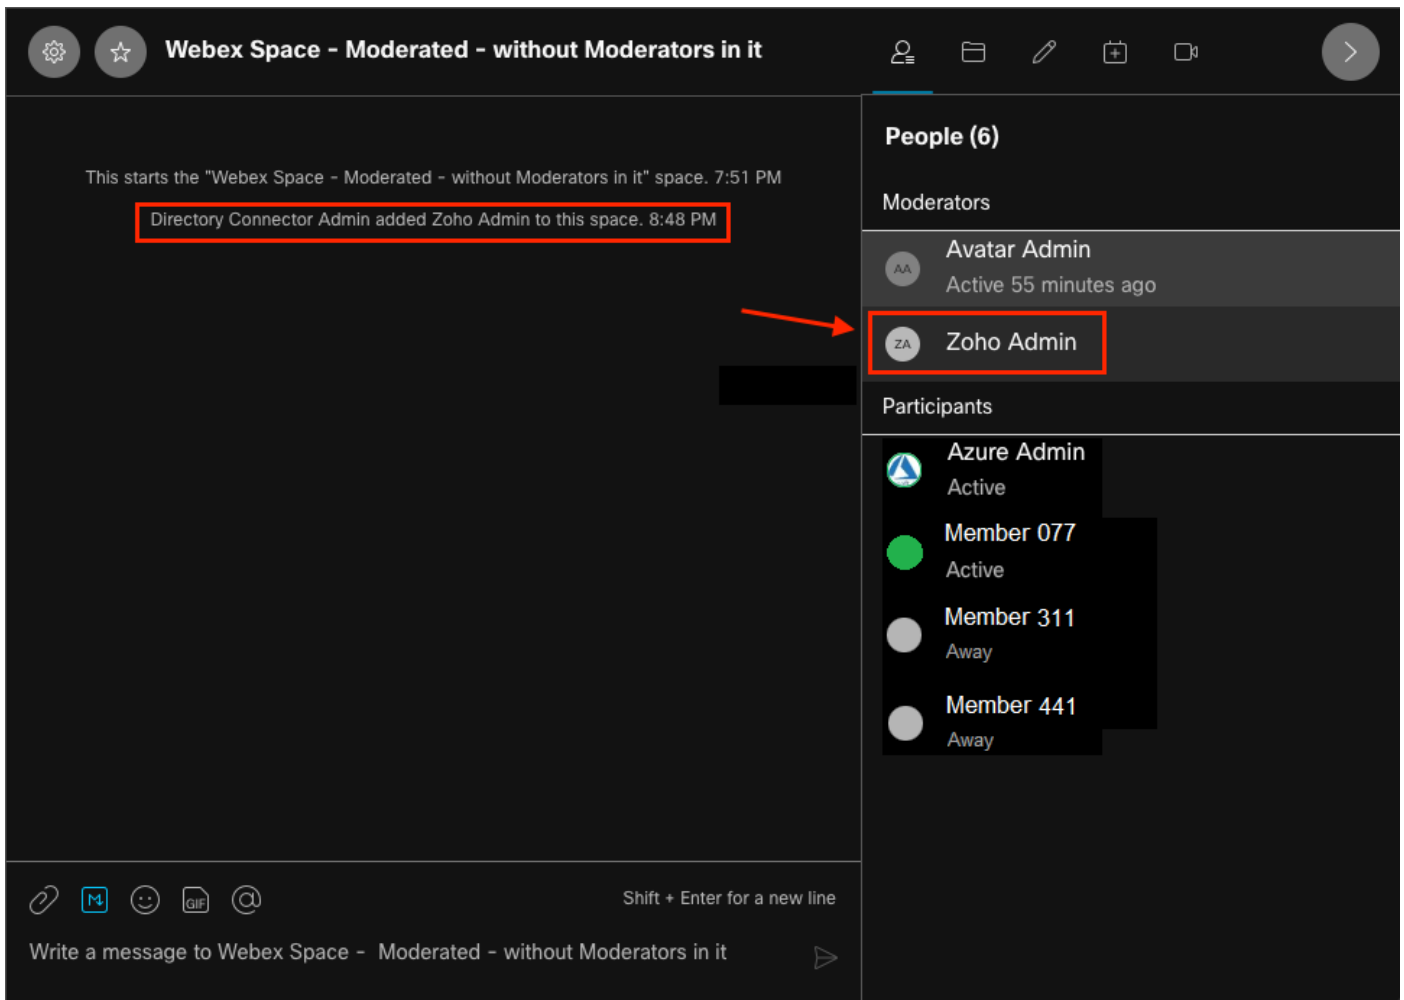 Webex Space - Moderated - without Moderators in it
This starts the "Webex Space - Moderated - without Moderators in it" space. 7:51 PM
Directory Connector Admin added Zoho Admin to this space. 8:48 PM
People (6)
Moderators
AA
Avatar Admin
Active 55 minutes ago
ZA
Zoho Admin
Participants
Azure Admin
Active
Member 077
Active
Member 311
Away
Member 441
Away
GIF
Shift + Enter for a new line
Write a message to Webex Space - Moderated - without Moderators in it